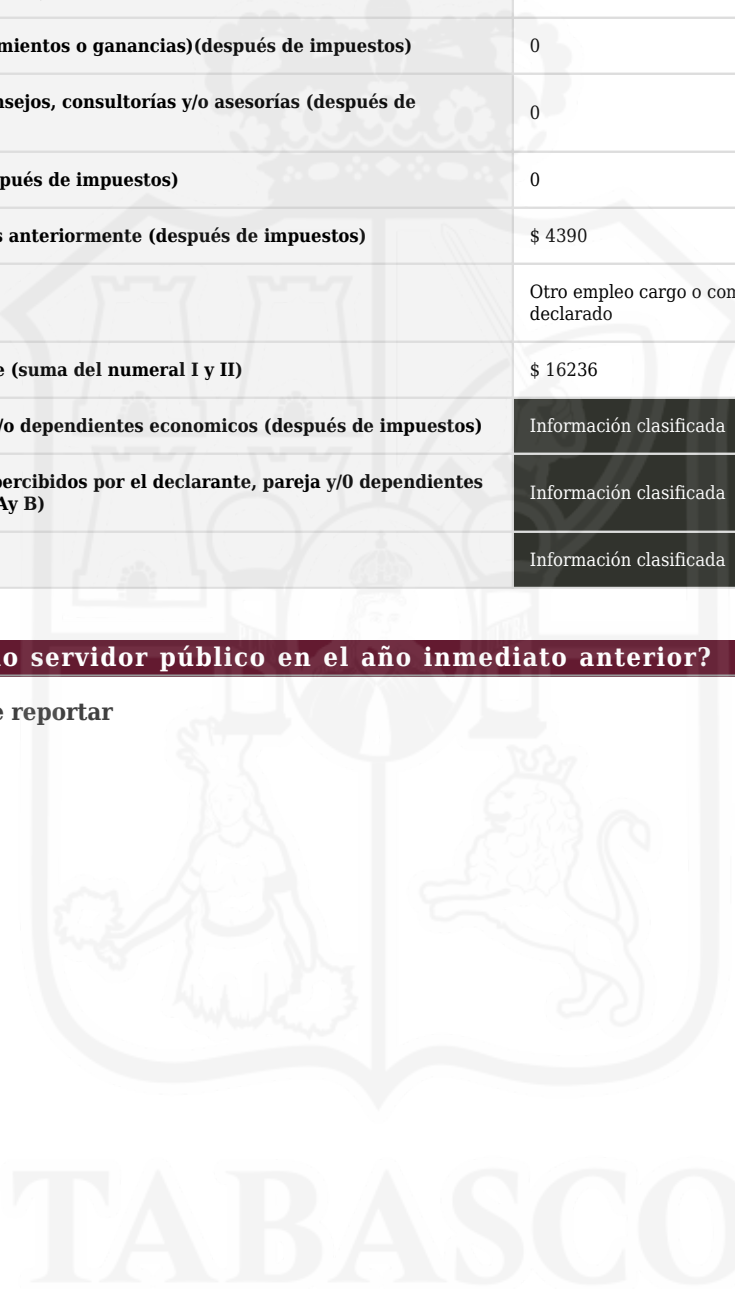 mientos o ganancias)(después de impuestos)
0
nsejos, consultorías y/o asesorías (después de
0
pués de impuestos)
0
s anteriormente (después de impuestos)
$ 4390
Otro empleo cargo o com
declarado
e (suma del numeral I y II)
$ 16236
/o dependientes economicos (después de impuestos)
Información clasificada
percibidos por el declarante, pareja y/0 dependientes
Ay B)
Información clasificada
Información clasificada
o servidor público en el año inmediato anterior?
e reportar
TABASCO